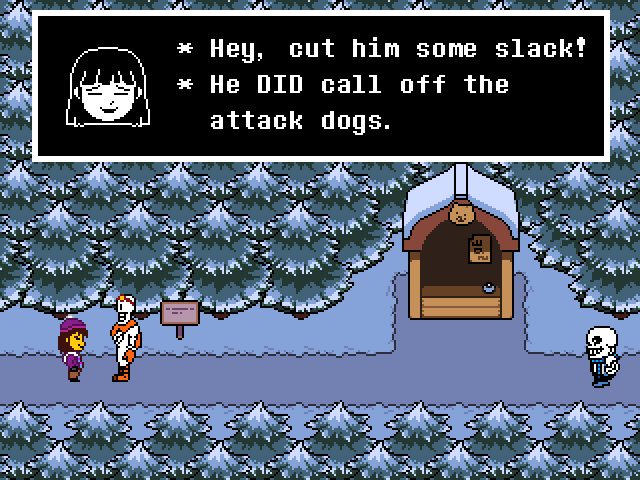 * Hey, cut him some slack!
* He DID call off the
attack dogs.